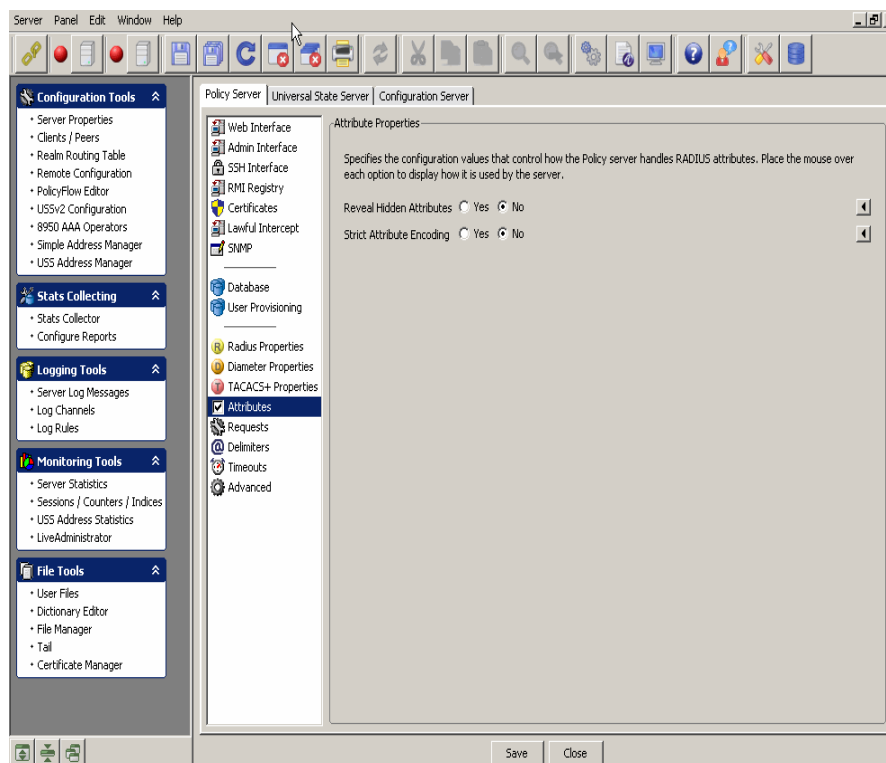 Server Panel Edit Window Help
Configuration Tools
• Server Properties
• Clients / Peers
• Realm Routing Table
• Remote Configuration
• PolicyFlow Editor
• USSv2 Configuration
• 8950 AAA Operators
• Simple Address Manager
• USS Address Manager
Stats Collecting
• Stats Collector
• Configure Reports
Logging Tools
• Server Log Messages
• Log Channels
• Log Rules
Monitoring Tools
• Server Statistics
• Sessions / Counters / Indices
• USS Address Statistics
• LiveAdministrator
File Tools
• User Files
• Dictionary Editor
• File Manager
• Tail
• Certificate Manager
Policy Server Universal State Server Configuration Server
Web Interface
Admin Interface
SSH Interface
RMI Registry
Certificates
Lawful Intercept
SNMP
Database
User Provisioning
R Radius Properties
D Diameter Properties
T TACACS+ Properties
Attributes
Requests
@ Delimiters
Timeouts
Advanced
Attribute Properties
Specifies the configuration values that control how the Policy server handles RADIUS attributes. Place the mouse over
each option to display how it is used by the server.
Reveal Hidden Attributes Yes No
Strict Attribute Encoding Yes No
Save Close